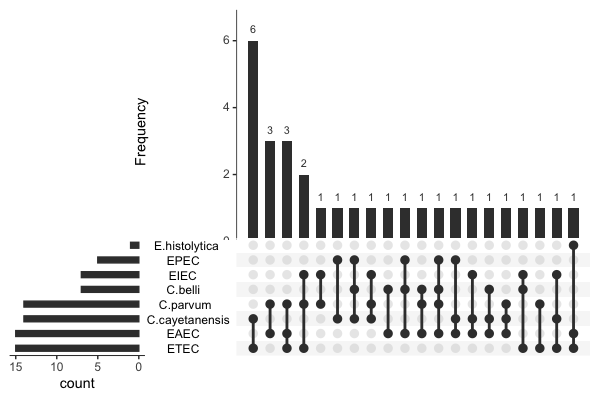 6
6
3 3
4
Frequency
2
2
1 1 1 1 1 1 1 1 1 1 1 1 1 1 1 1
0
E.histolytica
EPEC
EIEC
C.belli
C.parvum
C.cayetanensis
EAEC
ETEC
15 10 5 0
count